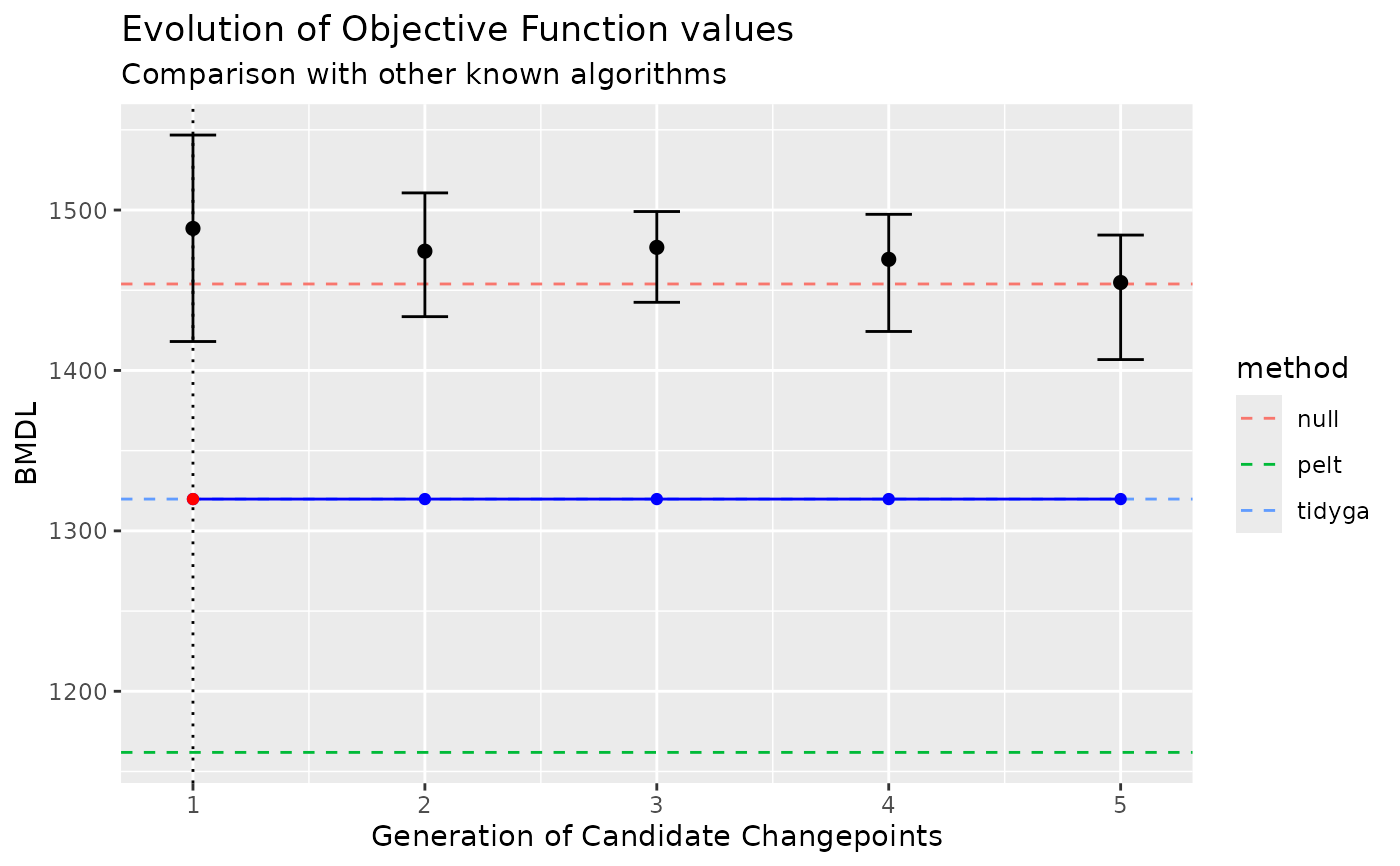 Evolution of Objective Function values
Comparison with other known algorithms
BMDL
1500
1400
1300
1200
1
2
3
4
5
Generation of Candidate Changepoints
method
null
pelt
tidyga